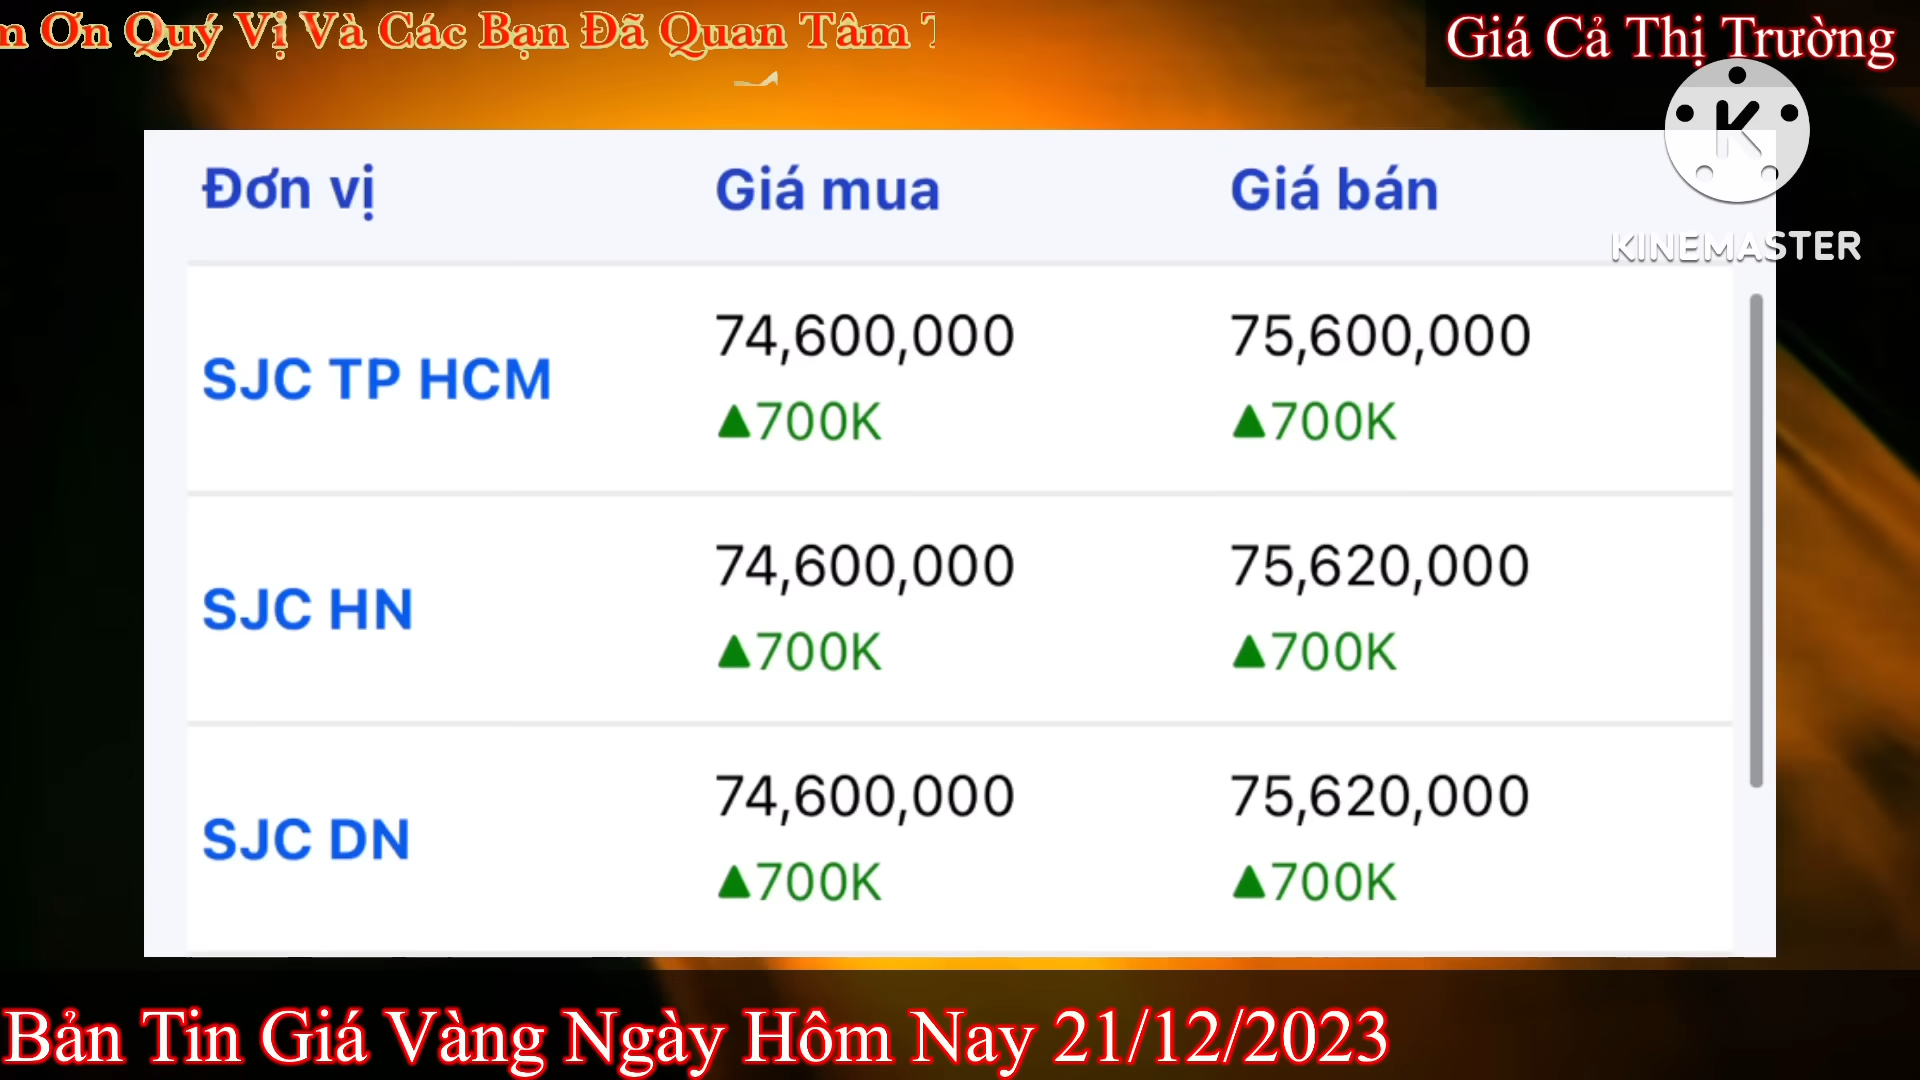 Ơn Quý Vị Và Các Bạn Đã Quan Tâm
Giá Cả Thị Trường
K
KINEMASTER
Đơn vị Giá mua Giá bán
74,600,000 75,600,000
SJC TP HCM
▲700K ▲700K
74,600,000 75,620,000
SJC HN
▲700K ▲700K
74,600,000 75,620,000
SJC DN
▲700K ▲700K
Bản Tin Giá Vàng Ngày Hôm Nay 21/12/2023